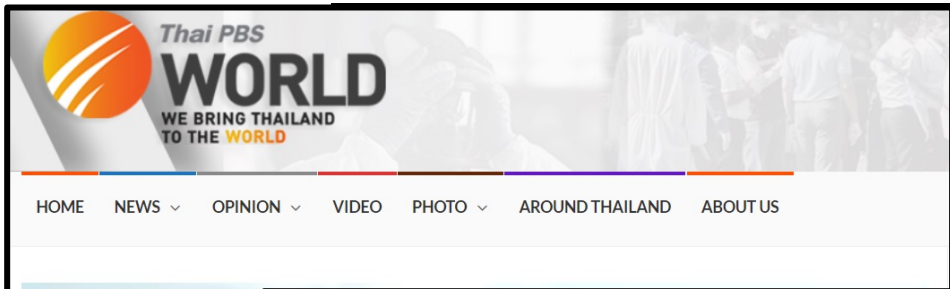 Thai PBS
WORLD
WE BRING THAILAND
TO THE WORLD
HOME NEWS OPINION VIDEO PHOTO AROUND THAILAND ABOUT US